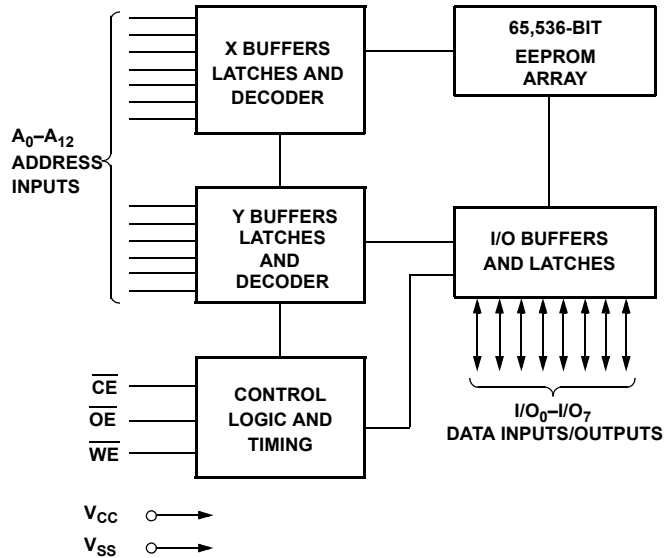 X BUFFERS
LATCHES AND
DECODER
65,536-BIT
EEPROM
ARRAY
A0–A12
ADDRESS
INPUTS
Y BUFFERS
LATCHES
AND
DECODER
I/O BUFFERS
AND LATCHES
CE
OE
WE
CONTROL
LOGIC AND
TIMING
I/O0–I/O7
DATA INPUTS/OUTPUTS
VCC
VSS